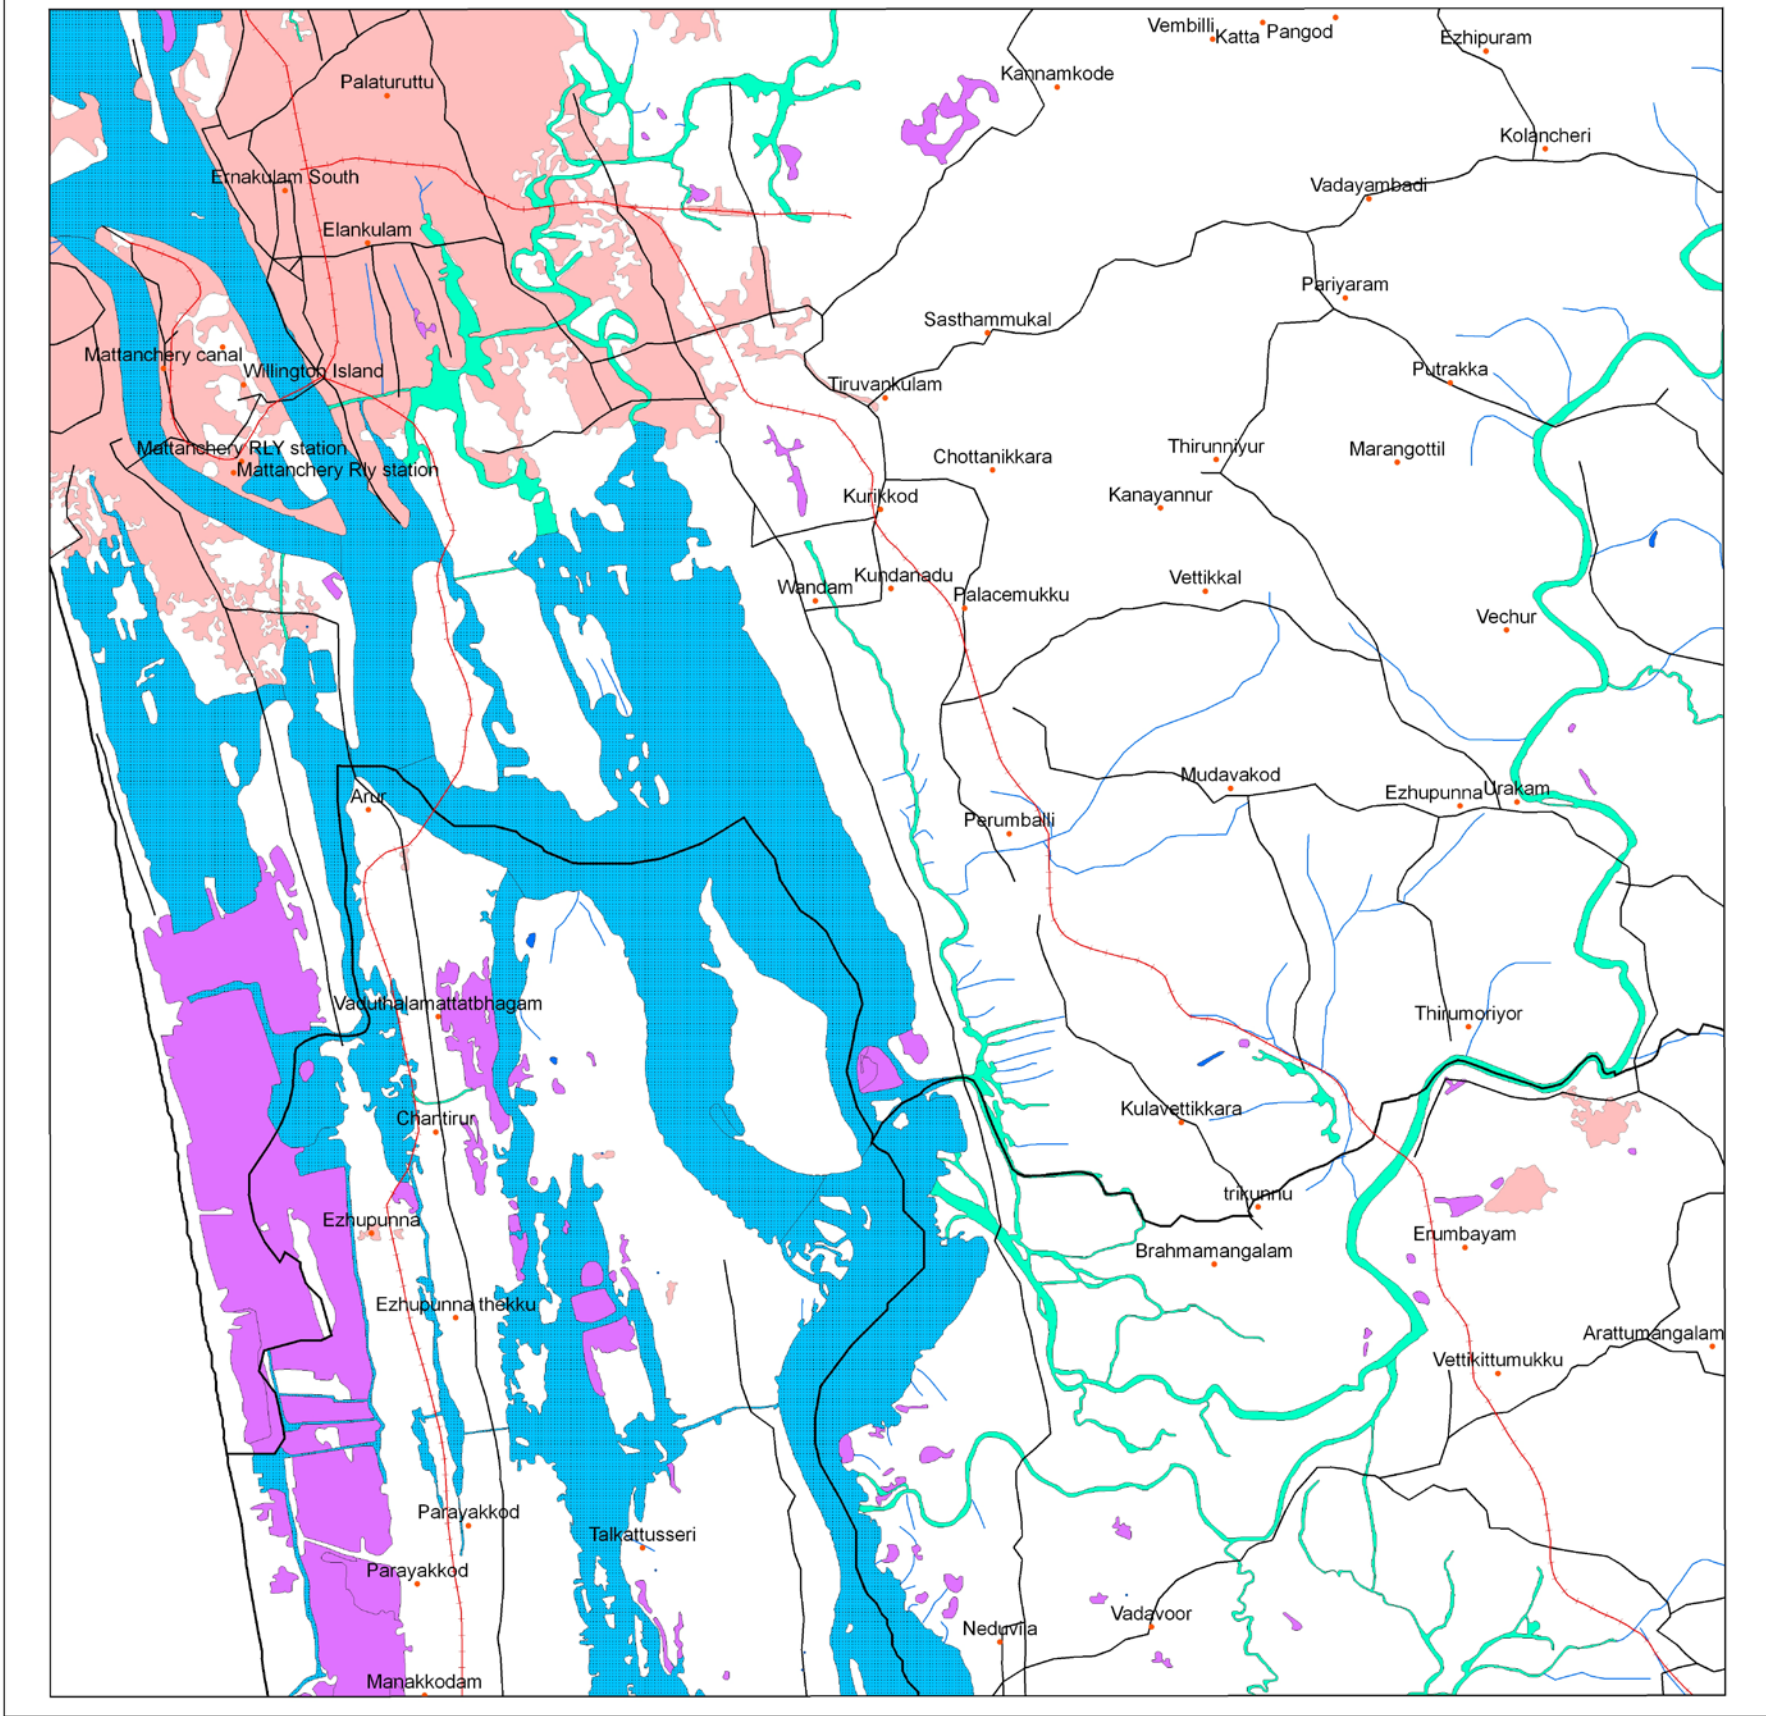 Vembilli
Katta
Pangod
Ezhipuram
Kannamkode
Palaturuttu
Kolancheri
Ernakulam South
Vadayambadi
Elankulam
Pariyaram
Sasthammukal
Mattanchery canal
Willington Island
Putrakka
Tiruvankulam
Mattanchery RLY station
Mattanchery Rly station
Chottanikkara
Thirunniyur
Marangottil
Kurikkod
Kanayannur
Wandam
Kundanadu
Palacemukku
Vettikkal
Vechur
Arur
Mudavakod
Ezhupunna
Urakam
Perumballi
Vaduthalamattatbhagam
Thirumoriyor
Chantirur
Kulavettikkara
trikunnu
Ezhupunna
Brahmamangalam
Erumbayam
Ezhupunna thekku
Arattumangalam
Vettikittumukku
Parayakkod
Talkattusseri
Parayakkod
Neduvila
Vadavoor
Manakkodam